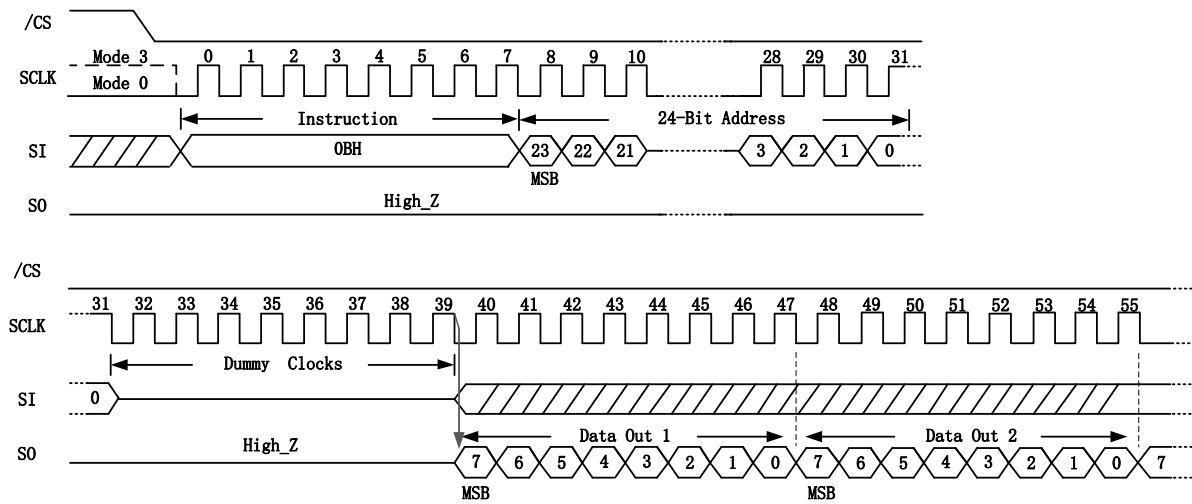 /CS
Mode 3 0 1 2 3 4 5 6 7 8 9 10 28 29 30 31
SCLK
Mode 0
Instruction 24-Bit Address
SI 0BH 23 22 21 3 2 1 0
MSB
SO High_Z
/CS
31 32 33 34 35 36 37 38 39 40 41 42 43 44 45 46 47 48 49 50 51 52 53 54 55
SCLK
Dummy Clocks
SI 0
Data Out 1 Data Out 2
SO High_Z 7 6 5 4 3 2 1 0 7 6 5 4 3 2 1 0 7
MSB MSB